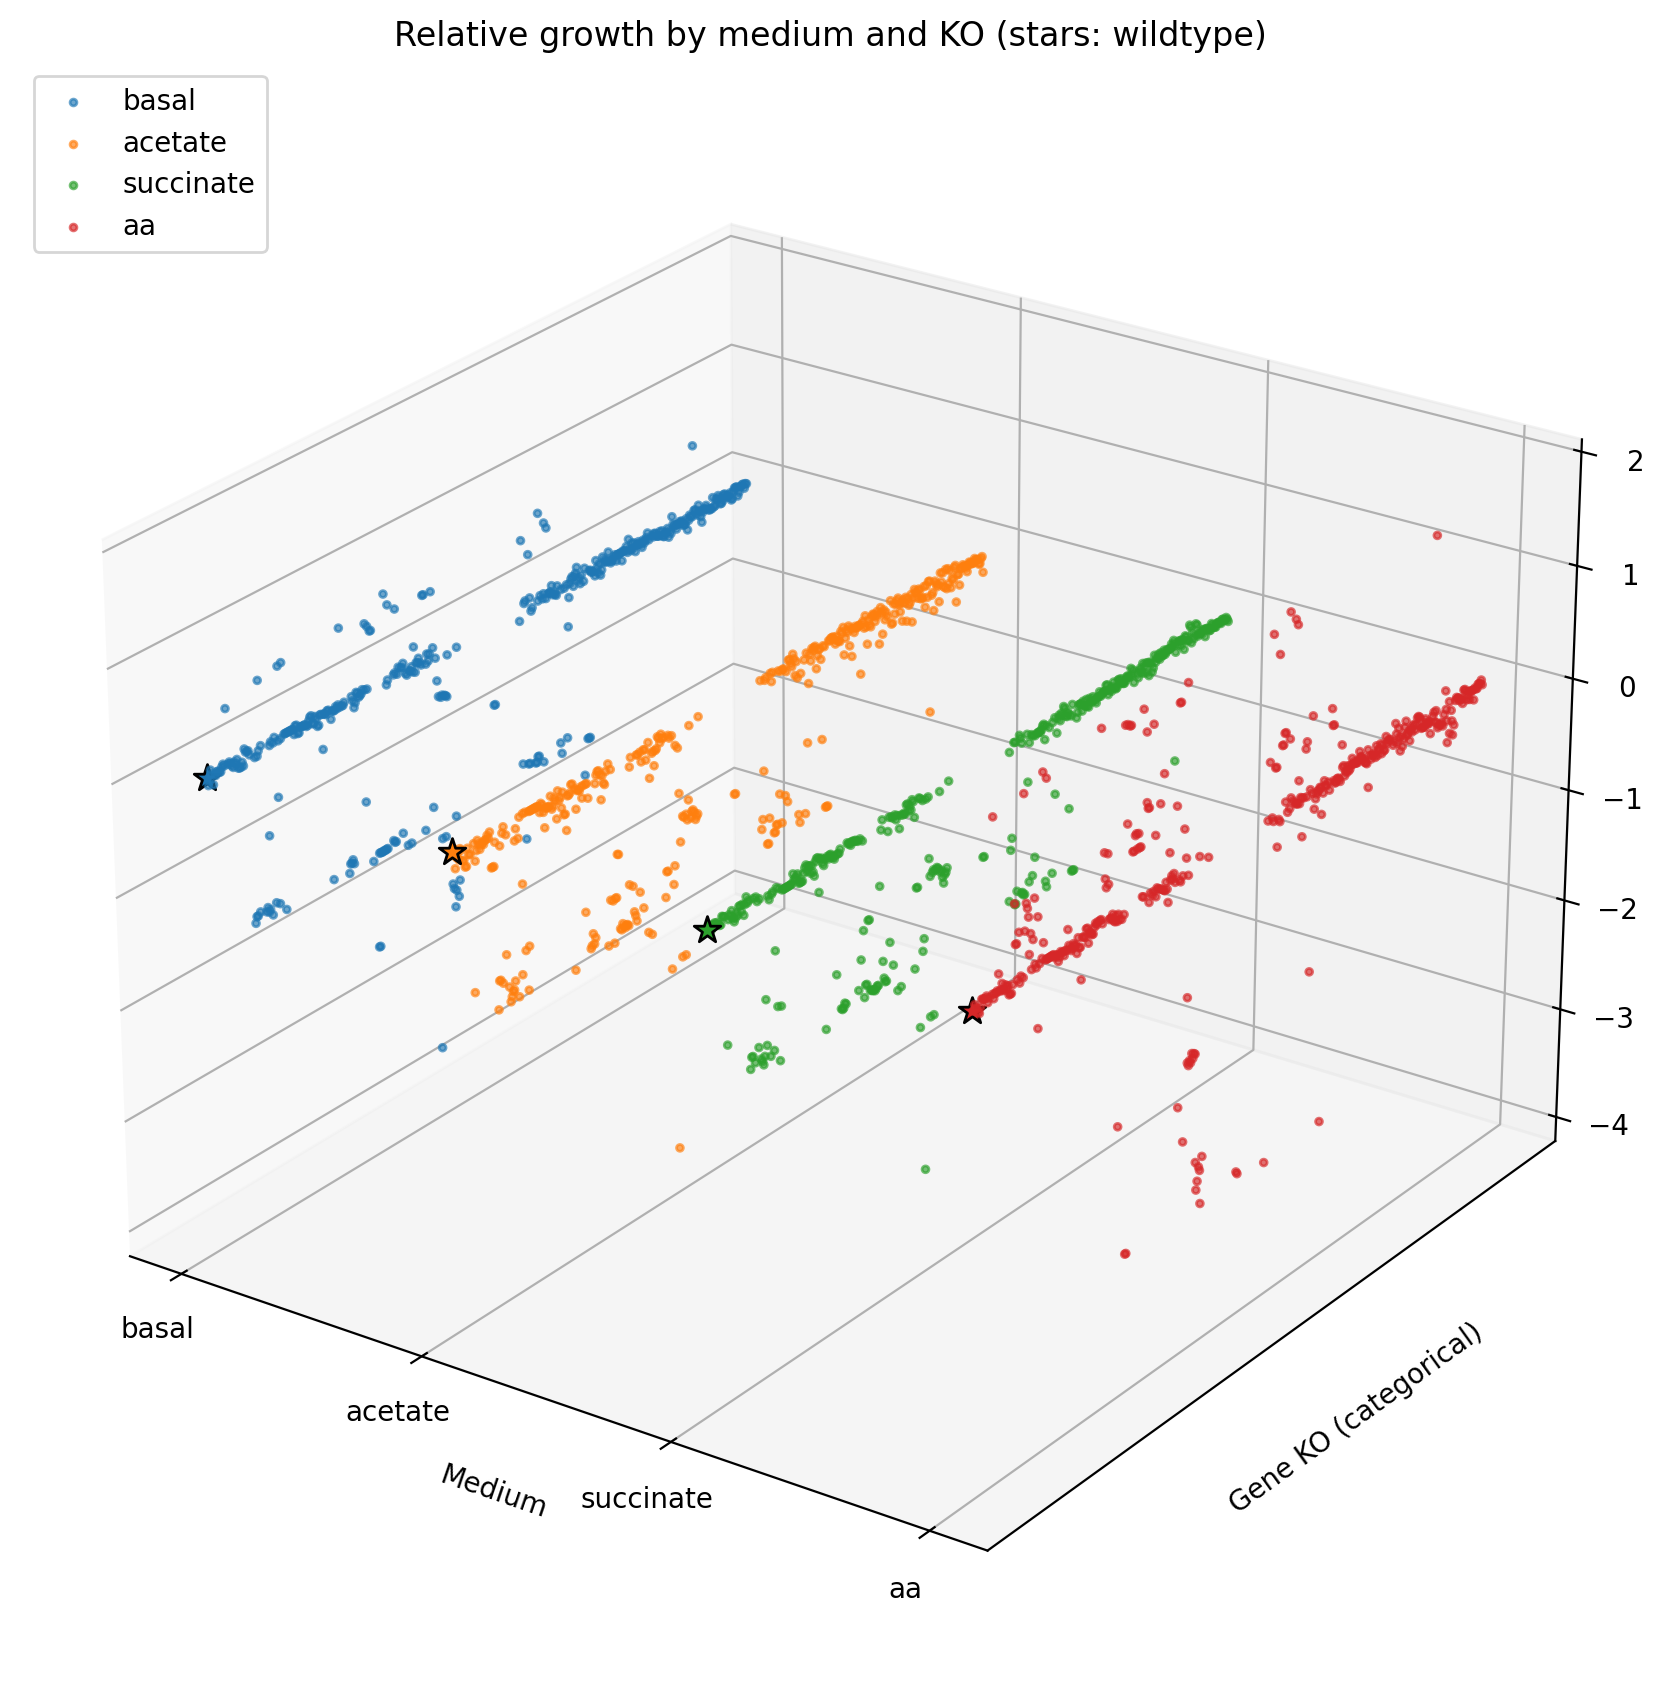 Relative growth by medium and KO (stars: wildtype)
basal
acetate
succinate
aa
2
1
0
−1
−2
−3
−4
basal
acetate
succinate
aa
Medium
Gene KO (categorical)